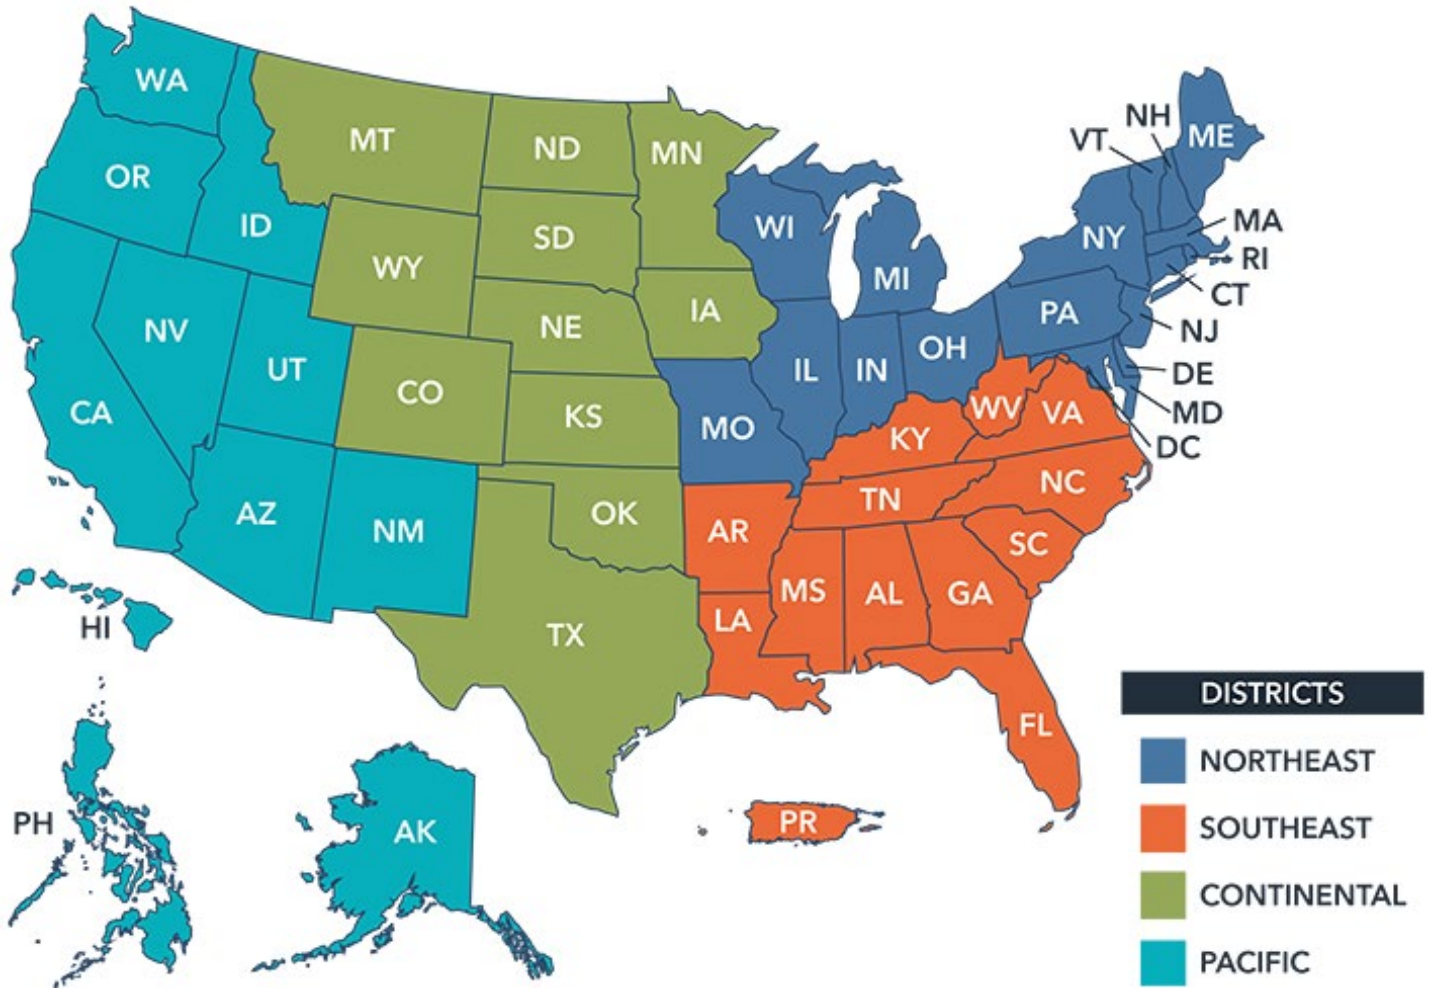 WA
MT
ND
MN
OR
ID
WY
SD
WI
MI
VT
NH
ME
NY
MA
RI
CT
NJ
PA
DE
MD
DC
NV
UT
CA
CO
NE
IA
KS
MO
IL
IN
OH
WV
VA
KY
NC
TN
SC
AZ
NM
OK
AR
TX
LA
MS
AL
GA
FL
HI
PH
AK
PR
DISTRICTS
NORTHEAST
SOUTHEAST
CONTINENTAL
PACIFIC